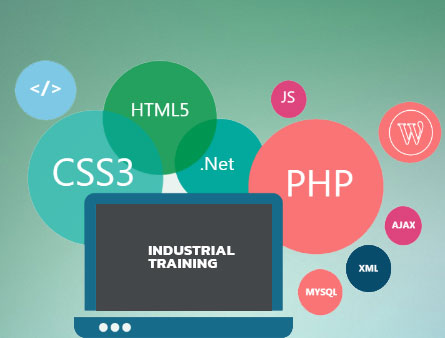 </>
HTML5
JS
CSS3
.Net
PHP
W
AJAX
INDUSTRIAL
TRAINING
XML
MYSQL